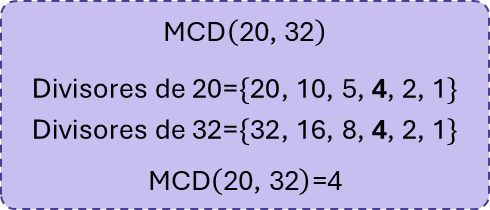 MCD(20, 32)
Divisores de 20={20, 10, 5, 4, 2, 1}
Divisores de 32={32, 16, 8, 4, 2, 1}
MCD(20, 32)=4